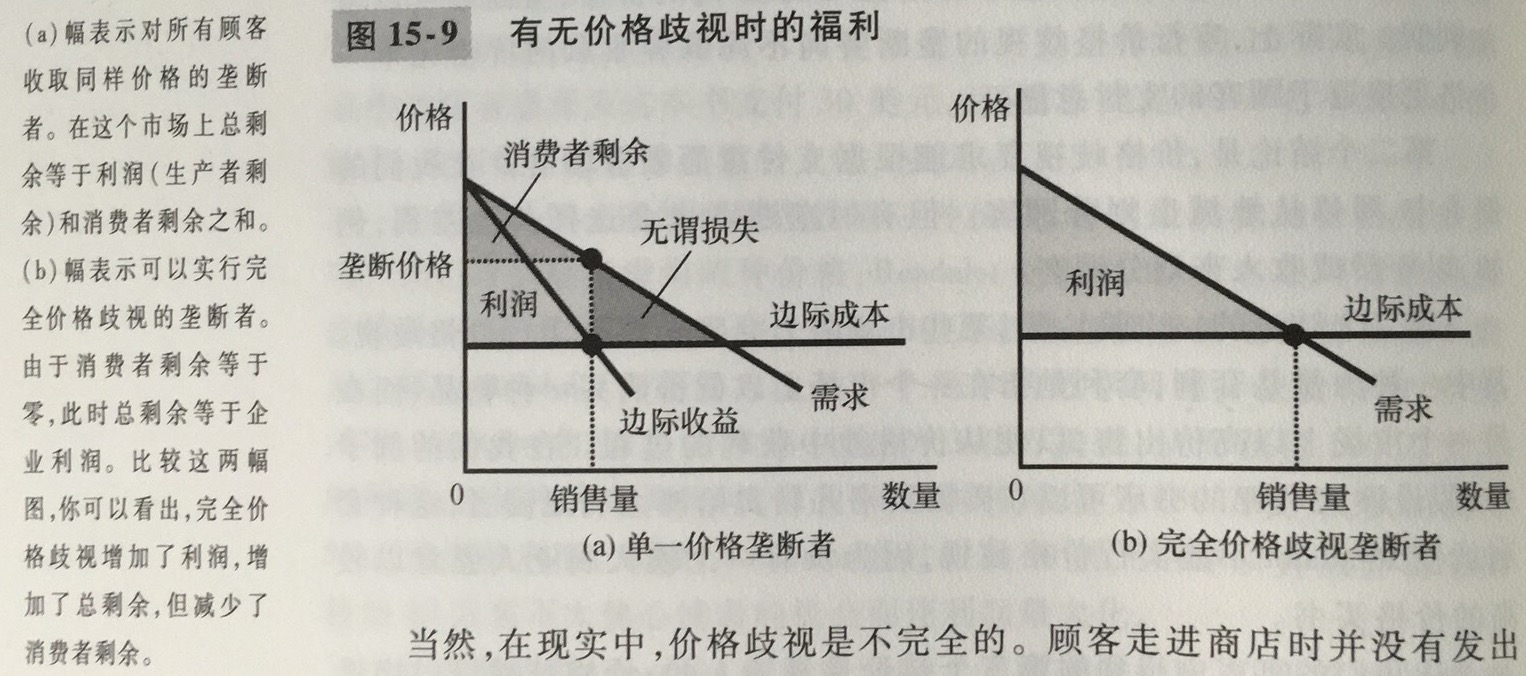 (a)幅表示对所有顾客
收取同样价格的垄断
者。在这个市场上总剩
余等于利润(生产者剩
余)和消费者剩余之和。
(b)幅表示可以实行完
全价格歧视的垄断者。
由于消费者剩余等于
零,此时总剩余等于企
业利润。比较这两幅
图,你可以看出,完全价
格歧视增加了利润,增
加了总剩余,但减少了
消费者剩余。
图 15-9 有无价格歧视时的福利
价格
消费者剩余
无谓损失
垄断价格
利润
边际成本
需求
边际收益
0 销售量 数量
(a) 单一价格垄断者
价格
利润
边际成本
需求
0 销售量 数量
(b) 完全价格歧视垄断者
当然,在现实中,价格歧视是不完全的。顾客走进商店时并没有发出